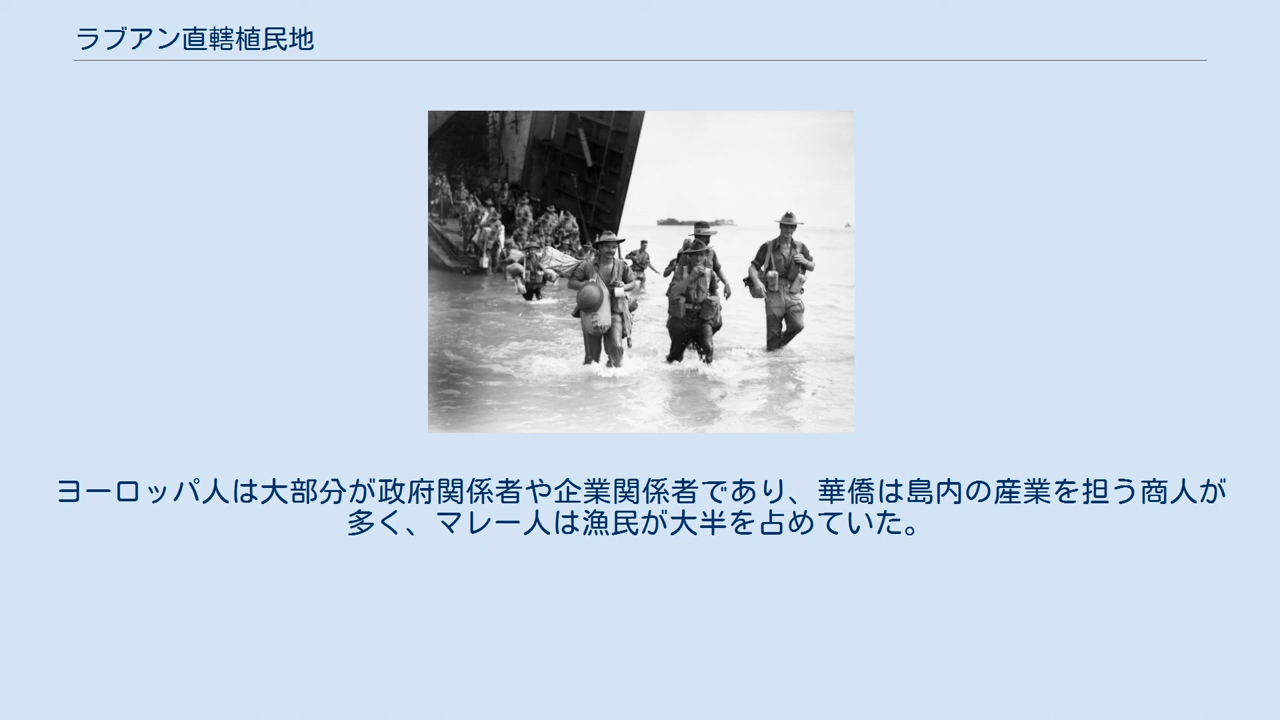 ラブアン直轄植民地
ヨーロッパ人は大部分が政府関係者や企業関係者であり、華僑は島内の産業を担う商人が
多く、マレー人は漁民が大半を占めていた。